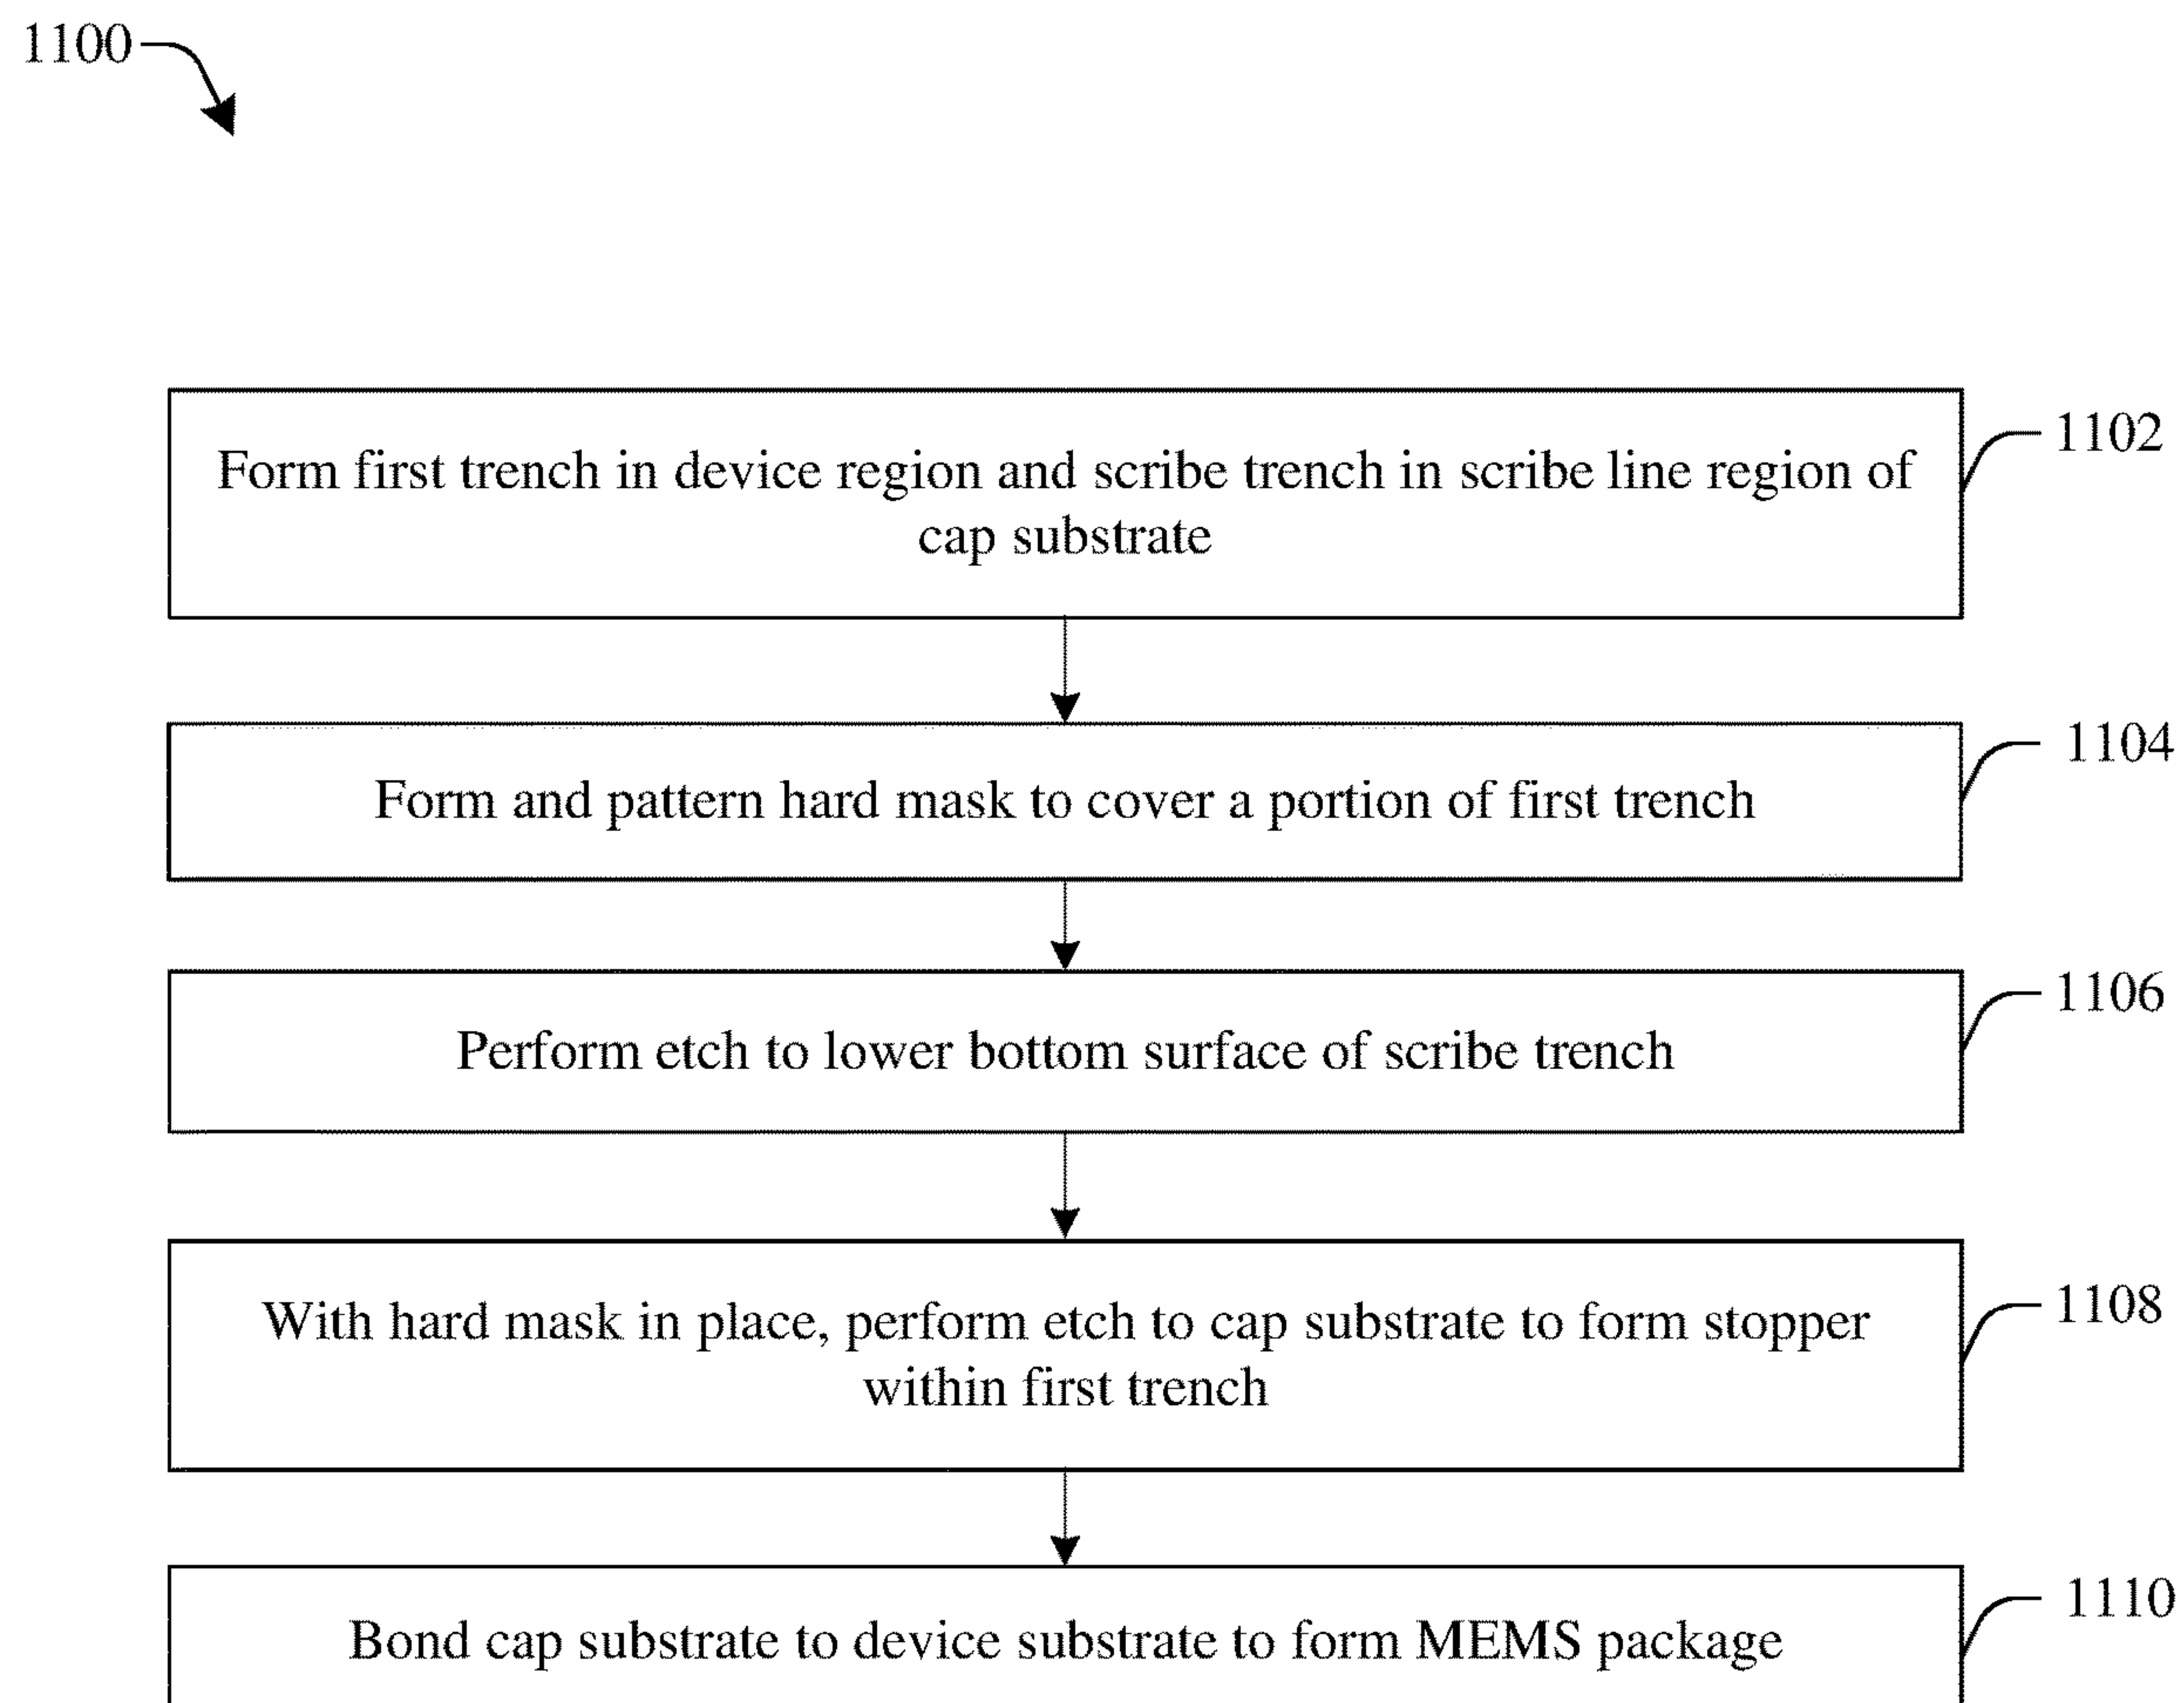 1100
Form first trench in device region and scribe trench in scribe line region of
cap substrate
1102
Form and pattern hard mask to cover a portion of first trench
1104
Perform etch to lower bottom surface of scribe trench
1106
With hard mask in place, perform etch to cap substrate to form stopper
within first trench
1108
Bond cap substrate to device substrate to form MEMS package
1110